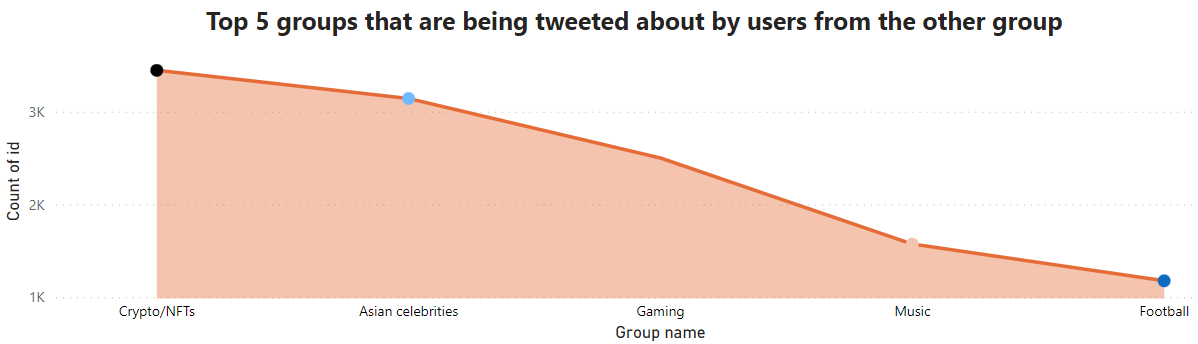 Top 5 groups that are being tweeted about by users from the other group
Count of id
3K
2K
1K
Crypto/NFTs Asian celebrities Gaming Music Football
Group name